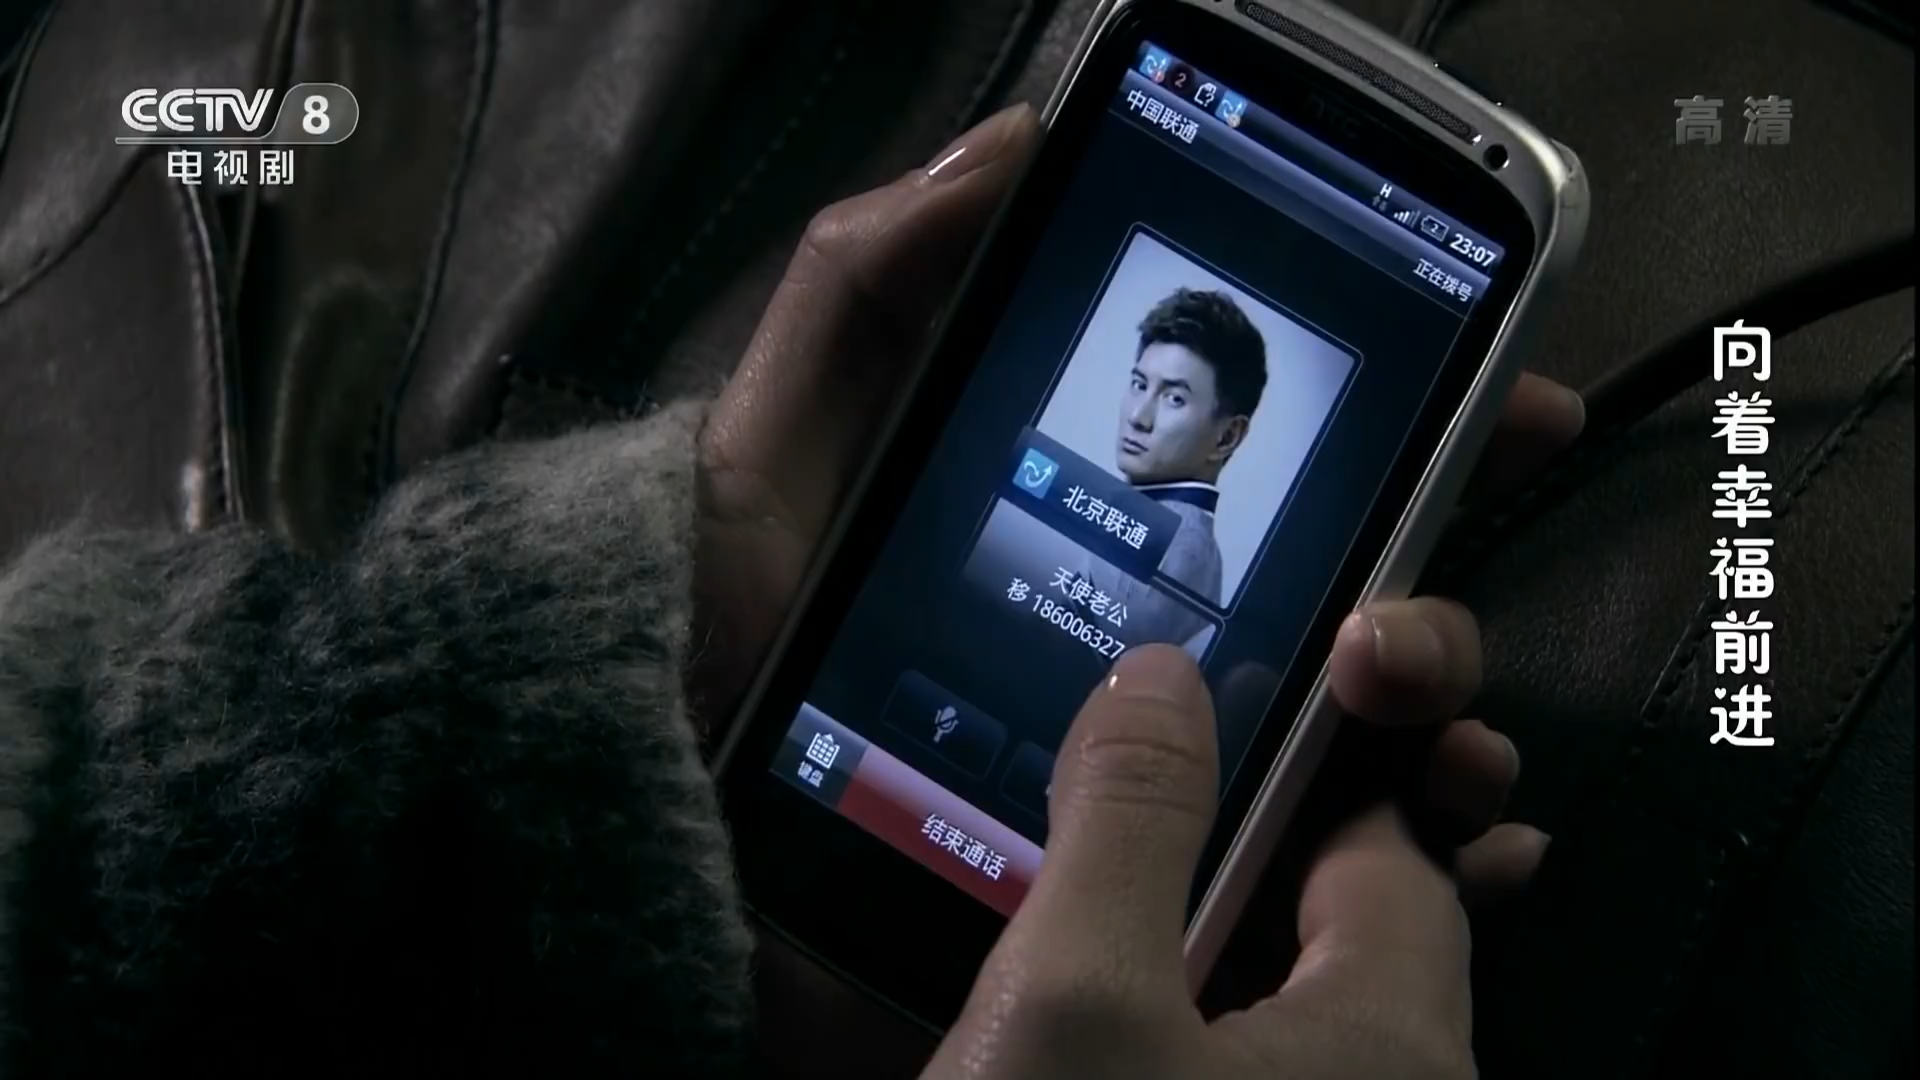 CCTV 8
电视剧
高清
2
中国联通
H
2
23:07
正在拨号
北京联通
天使老公
移 186006327
键盘
结束通话
向着幸福前进